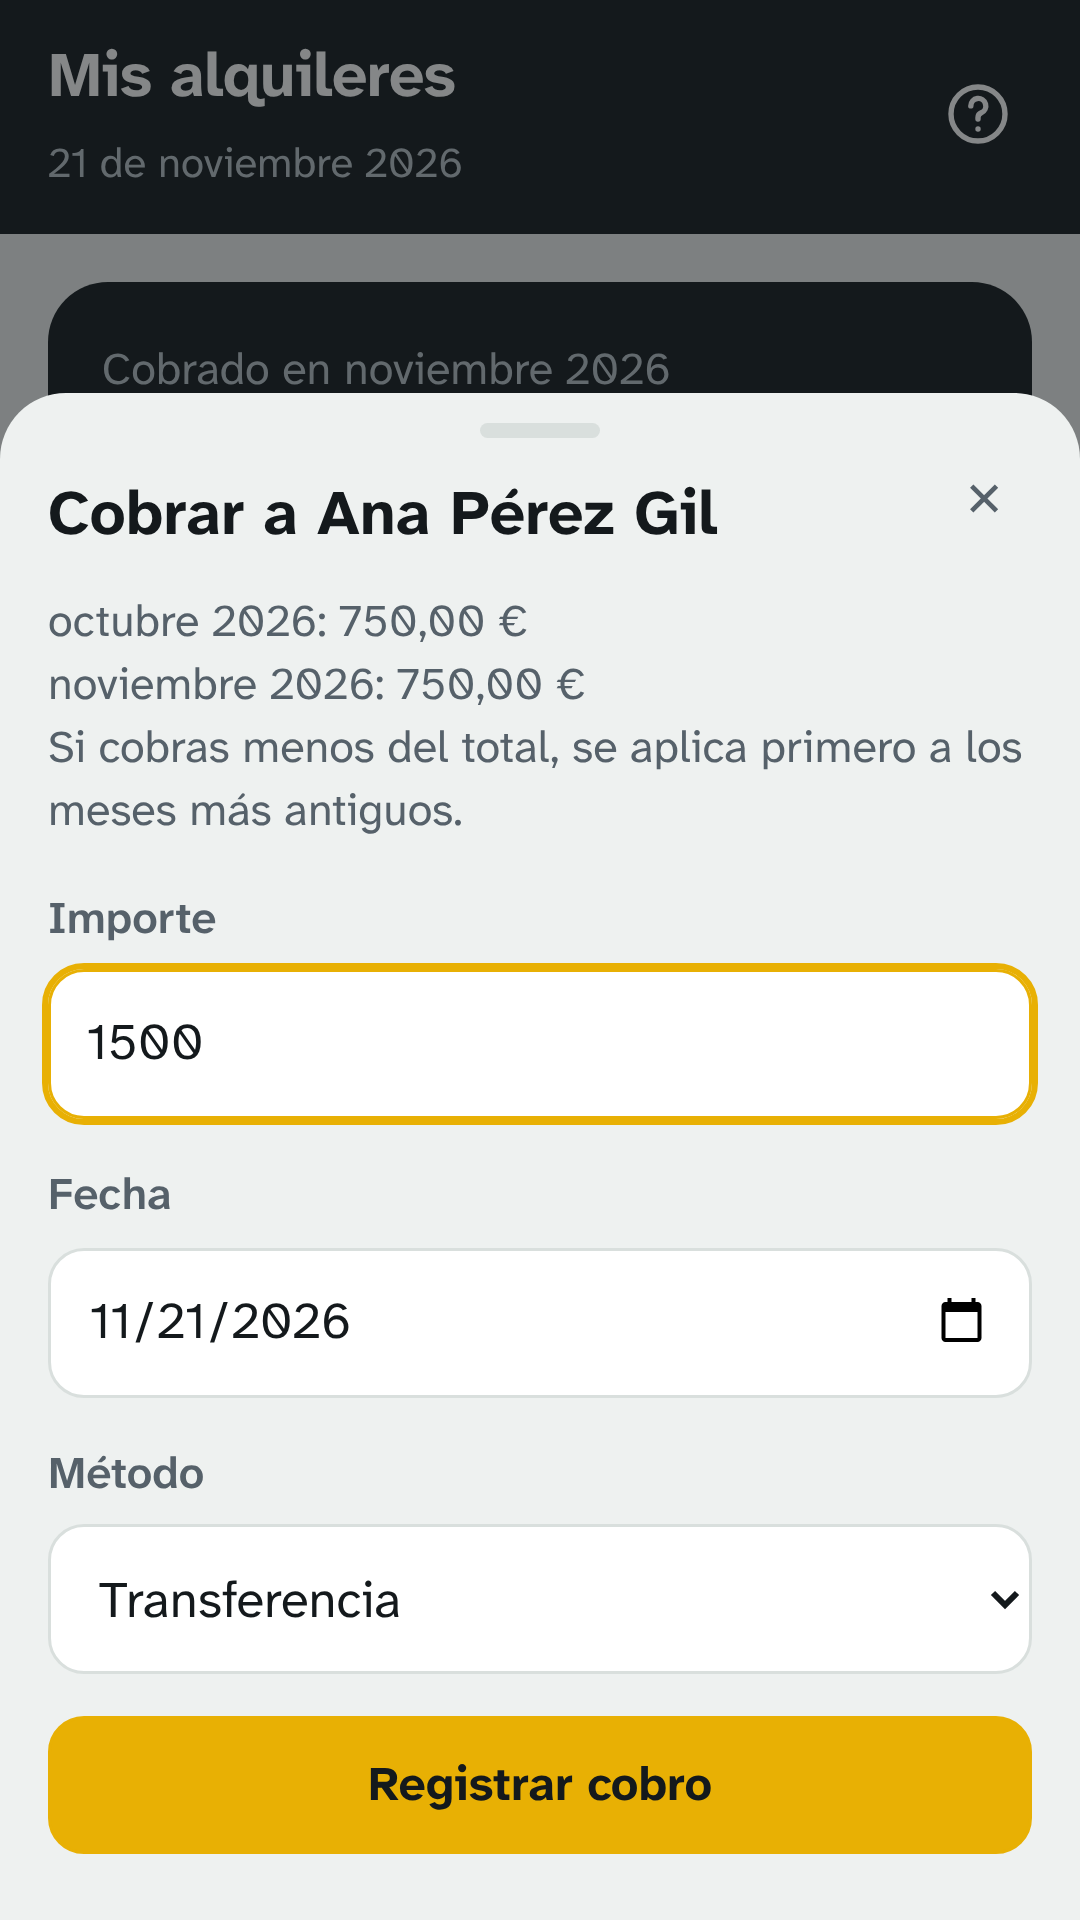 Mis alquileres
21 de noviembre 2026
Cobrado en noviembre 2026
Cobrar a Ana Pérez Gil
octubre 2026: 750,00 €
noviembre 2026: 750,00 €
Si cobras menos del total, se aplica primero a los
meses más antiguos.
Importe
1500
Fecha
11/21/2026
Método
Transferencia
Registrar cobro